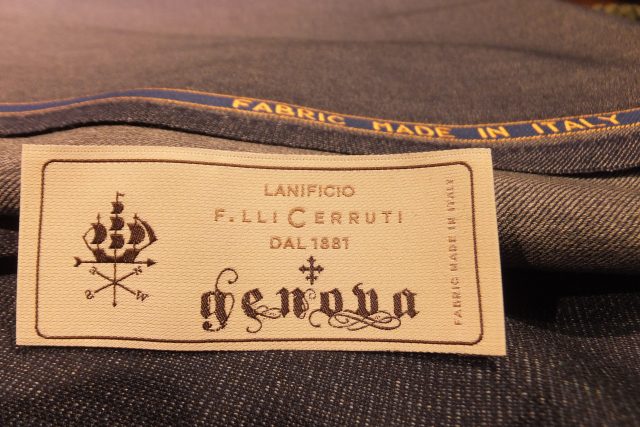 FABRIC MADE IN ITALY
LANIFICIO
F.LLI CERRUTI
DAL 1881
genova
FABRIC MADE IN ITALY